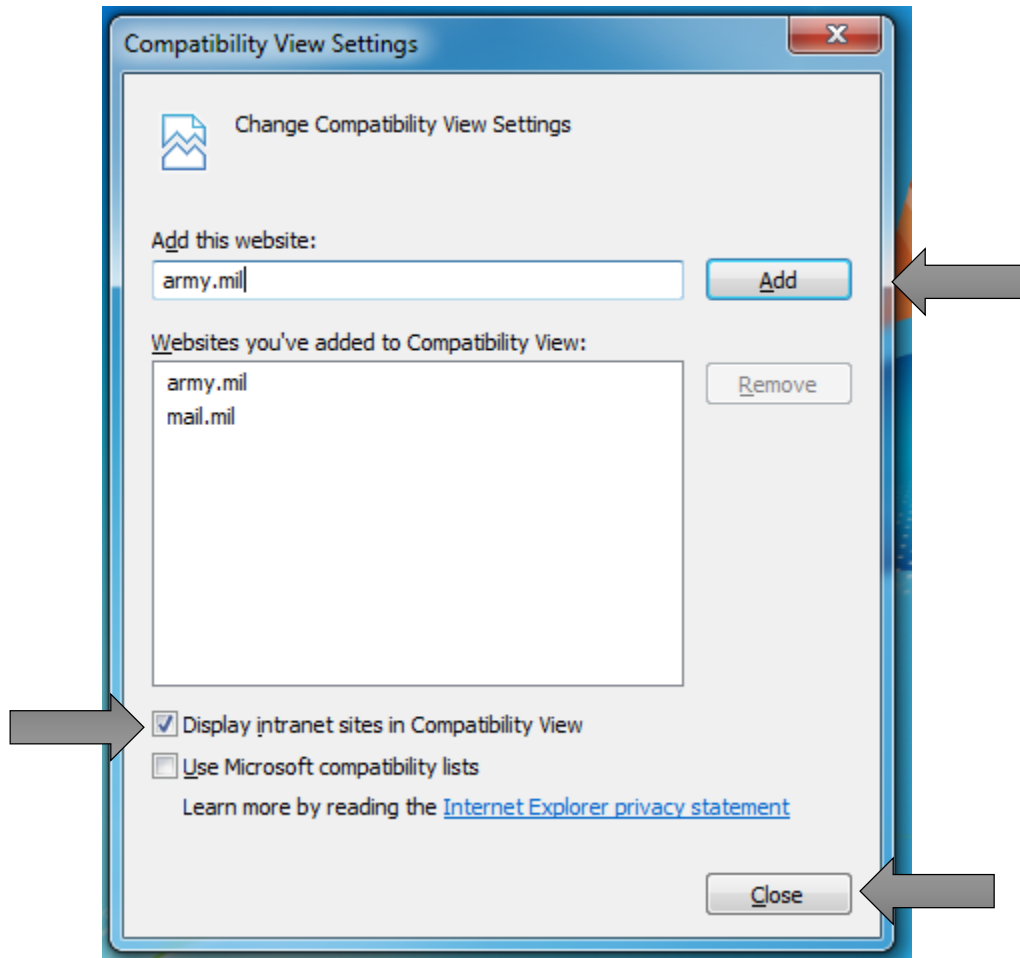 Compatibility View Settings
Change Compatibility View Settings
Add this website:
army.mil
Add
Websites you've added to Compatibility View:
army.mil
Remove
mail.mil
Display intranet sites in Compatibility View
Use Microsoft compatibility lists
Learn more by reading the Internet Explorer privacy statement
Close